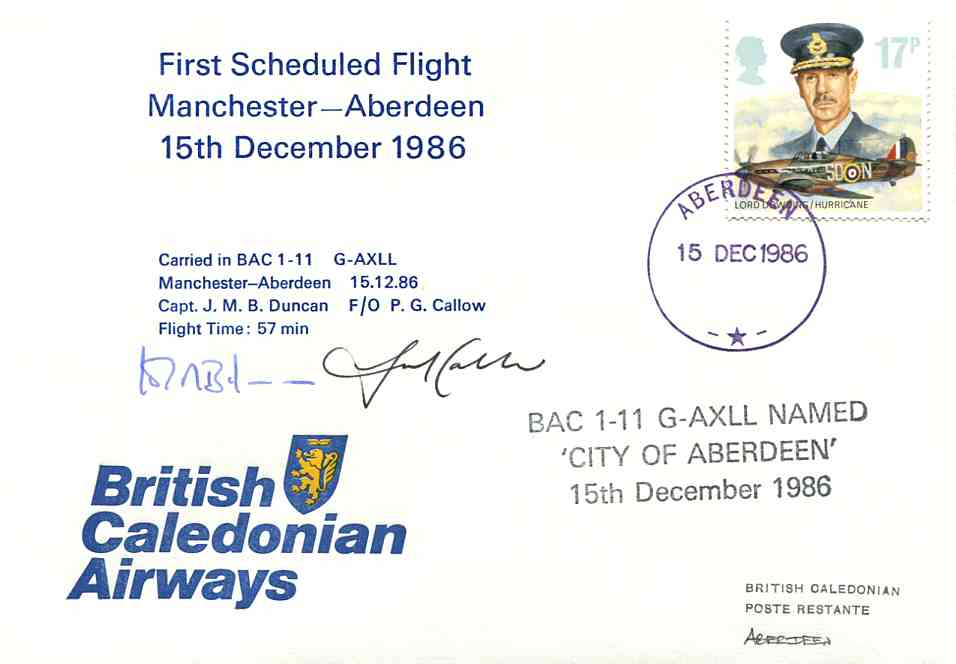 First Scheduled Flight
Manchester—Aberdeen
15th December 1986
17P
SD N
LORD DOWDING/HURRICANE
ABERDEEN
15 DEC 1986
Carried in BAC 1-11 G-AXLL
Manchester–Aberdeen 15.12.86
Capt. J. M. B. Duncan F/O P. G. Callow
Flight Time: 57 min
BAC 1-11 G-AXLL NAMED
'CITY OF ABERDEEN'
15th December 1986
British
Caledonian
Airways
BRITISH CALEDONIAN
POSTE RESTANTE
ABERDEEN